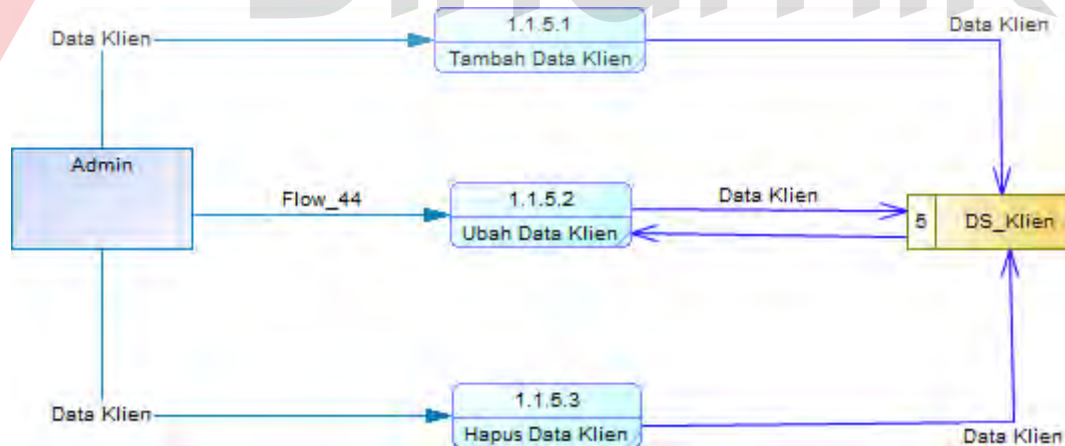 Data Klien
1.1.5.1
Tambah Data Klien
Data Klien
Admin
Flow_44
1.1.5.2
Ubah Data Klien
Data Klien
5
DS_Klien
Data Klien
1.1.5.3
Hapus Data Klien
Data Klien